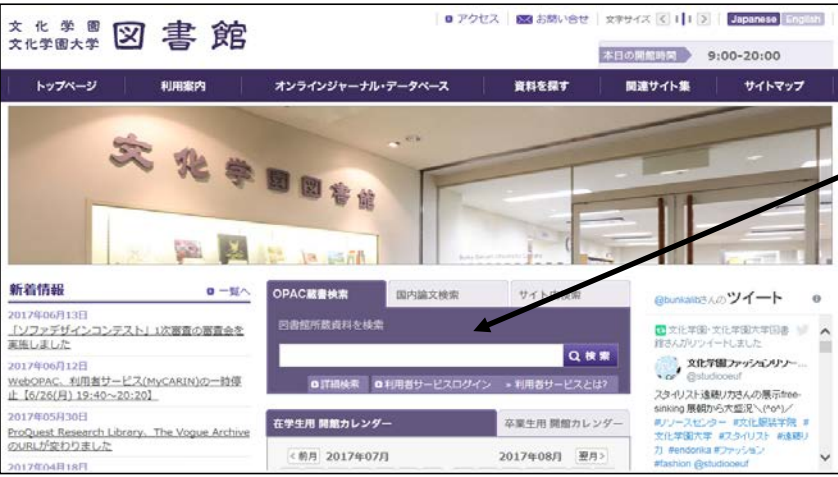 文化学園
文化学園大学
図書館
アクセス
お問い合せ
文字サイズ
Japanese
English
本日の開館時間
9:00-20:00
トップページ
利用案内
オンラインジャーナル・データベース
資料を探す
関連サイト集
サイトマップ
文化学園図書館
新着情報
一覧へ
2017年06月13日
「ソファデザインコンテスト」1次審査の審査会を
実施しました
2017年06月12日
WebOPAC、利用者サービス(MyCARIN)の一時停
止【6/26(月) 19:40~20:20】
2017年05月30日
ProQuest Research Library、The Vogue Archive
のURLが変わりました
2017年04月18日
OPAC蔵書検索
国内論文検索
サイト内検索
図書館所蔵資料を検索
検索
詳細検索
利用者サービスログイン
» 利用者サービスとは?
在学生用 開館カレンダー
卒業生用 開館カレンダー
<前月
2017年07月
2017年08月
翌月>
@bunkalibさんのツイート
文化学園・文化学園大学図書
館さんがリツイートしました
文化学園ファッションリソー...
@studiooeuf
スタイリスト遠藤リカさんの展示free-
sinking 展朝から大盛況＼(^o^)／
#リソースセンター #文化服装学院 #
文化学園大学 #スタイリスト #遠藤リ
カ #endorika #ファッション
#fashion @studiooeuf